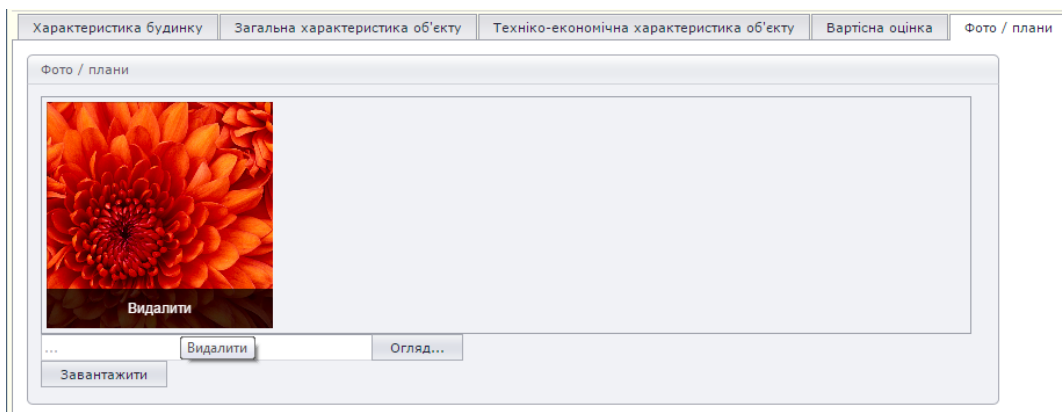 Характеристика будинку Загальна характеристика об'єкту Техніко-економічна характеристика об'єкту Вартісна оцінка Фото / плани
Фото / плани
Видалити
... Видалити Огляд...
Завантажити